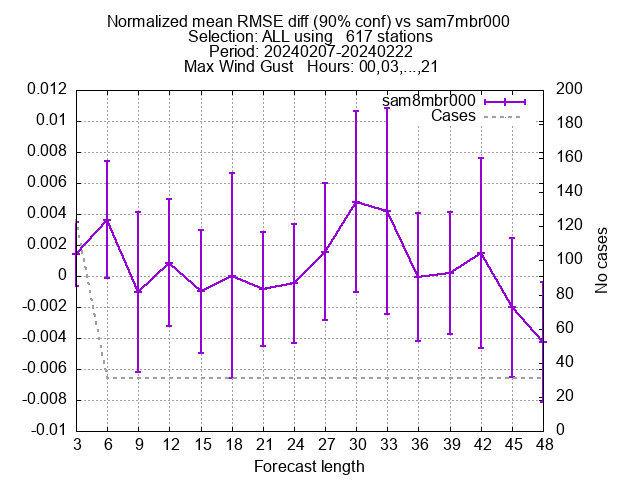 Normalized mean RMSE diff (90% conf) vs sam7mbr000
Selection: ALL using   617 stations
Period: 20240207-20240222
Max Wind Gust   Hours: 00,03,...,21
sam8mbr000
Cases
0.012
0.01
0.008
0.006
0.004
0.002
0
-0.002
-0.004
-0.006
-0.008
-0.01
200
180
160
140
120
100
80
60
40
20
0
No cases
3 6 9 12 15 18 21 24 27 30 33 36 39 42 45 48
Forecast length